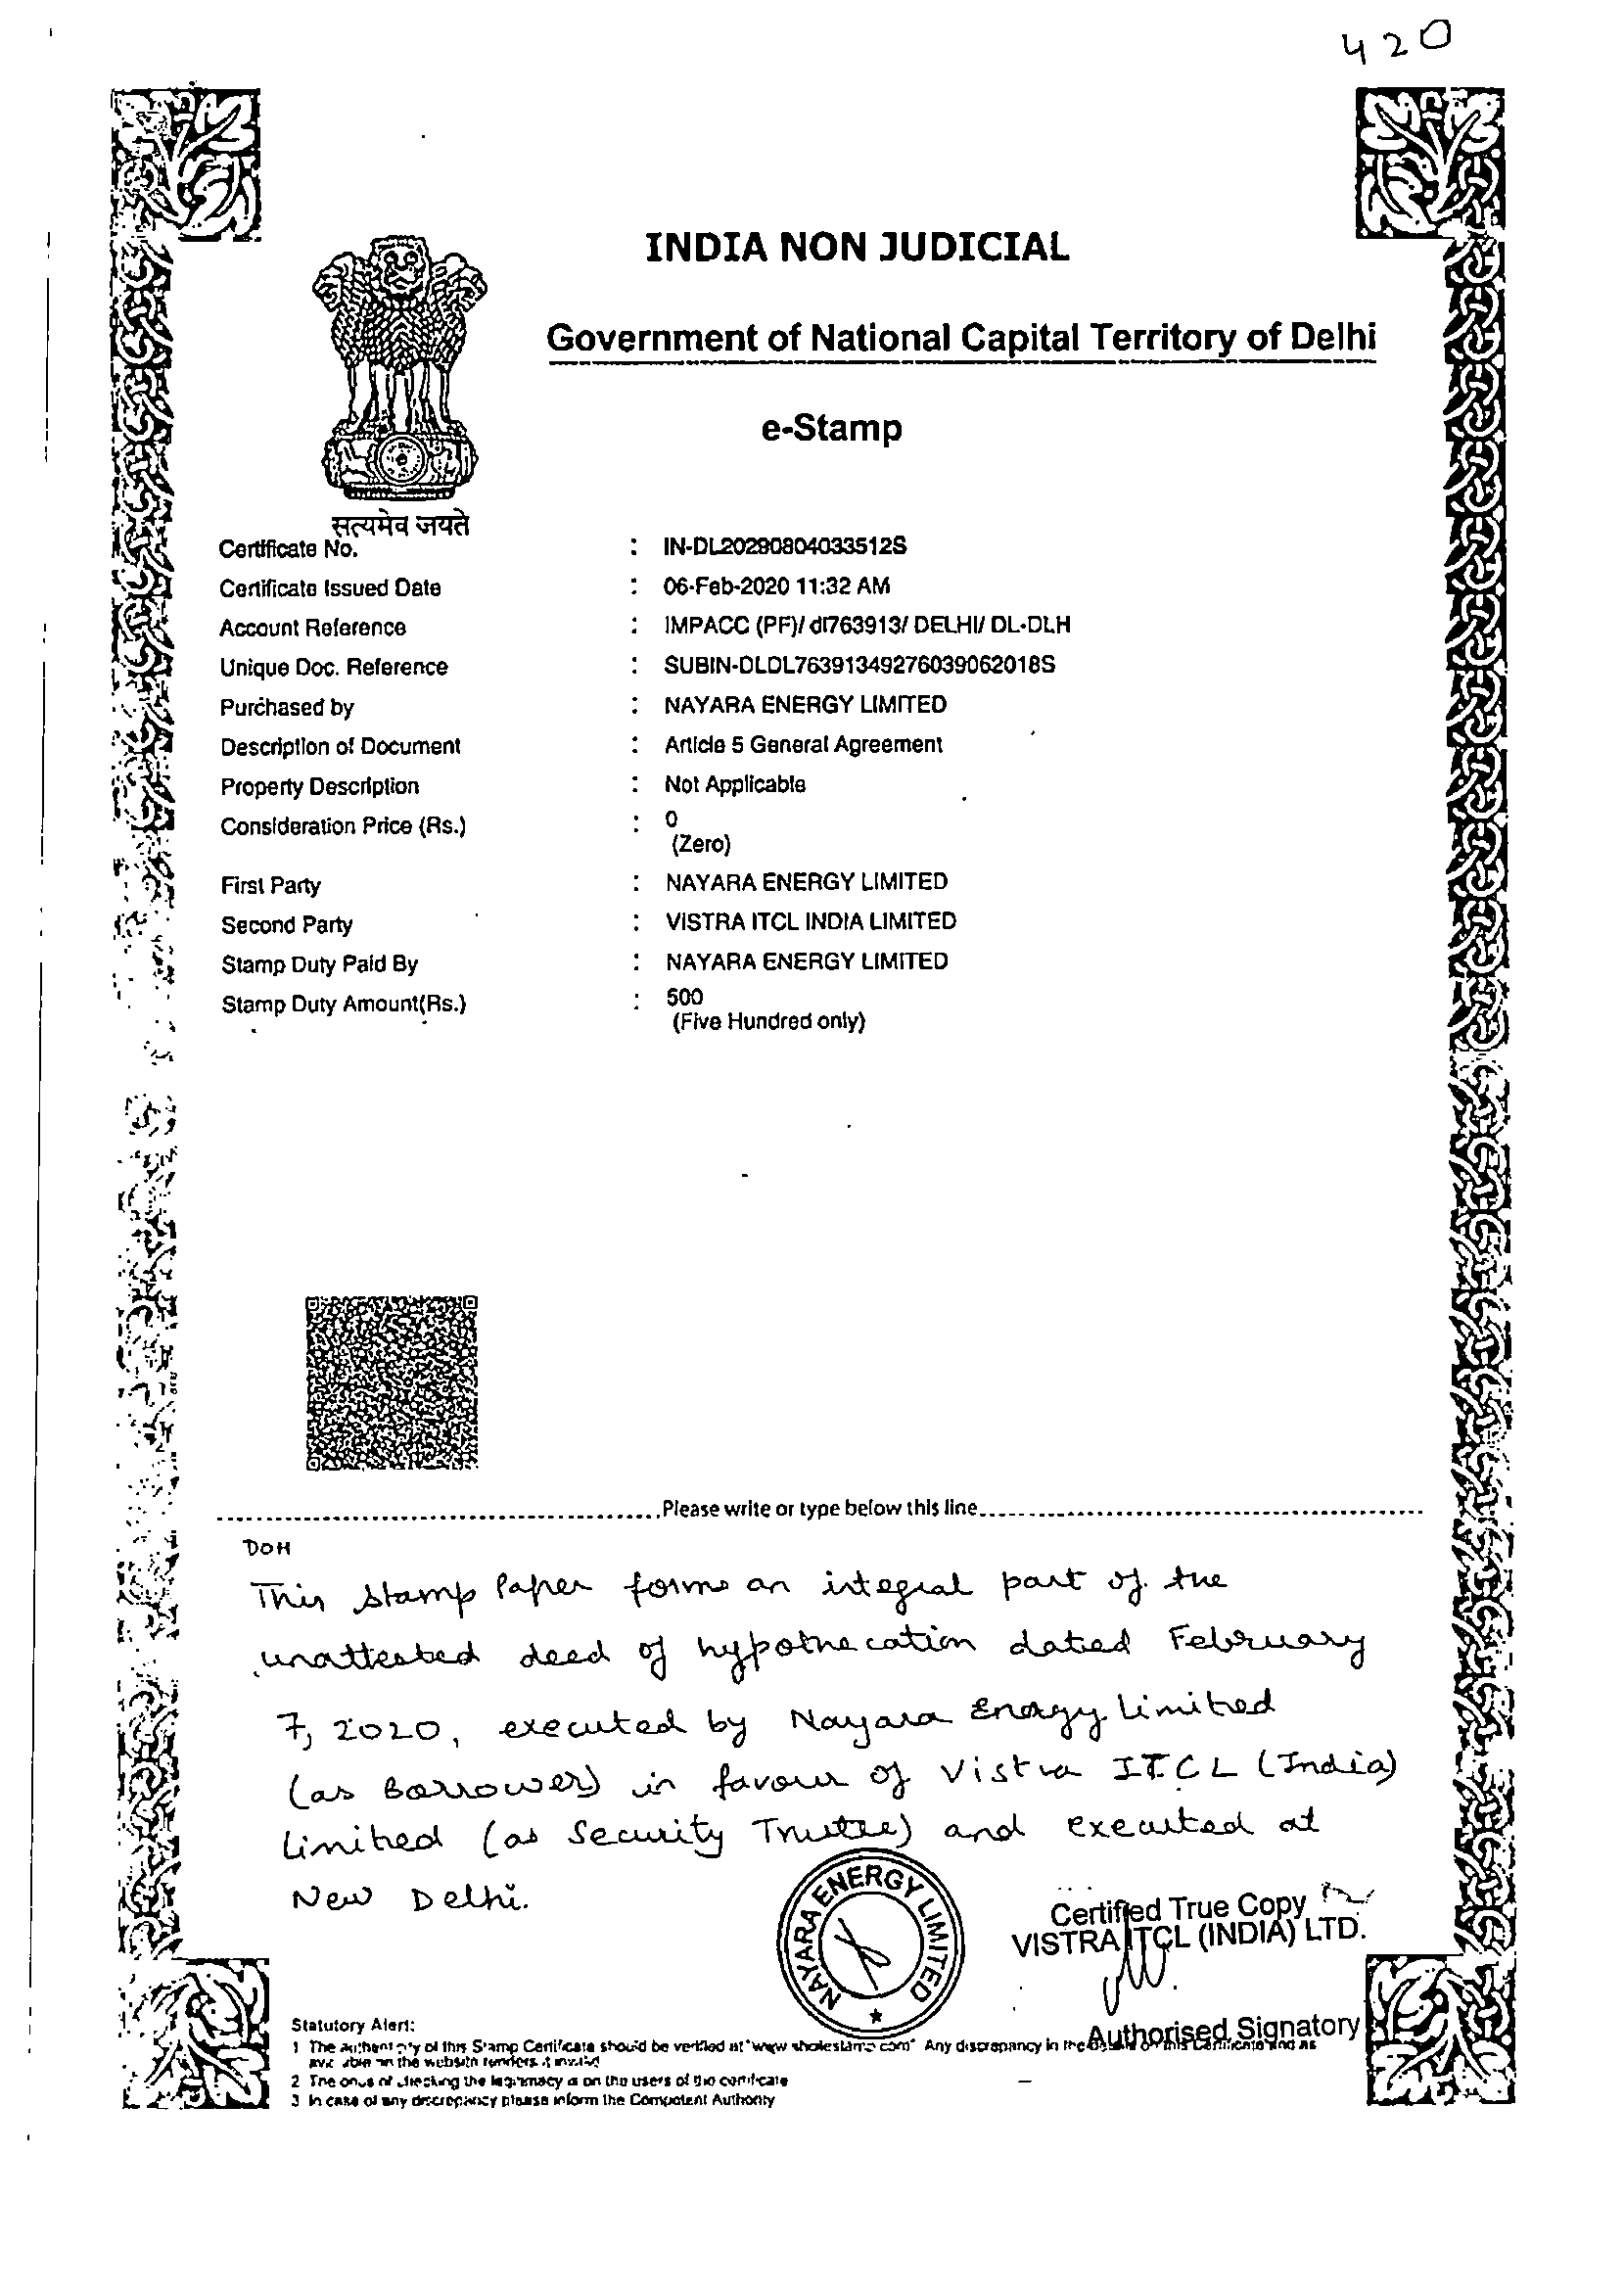 420
INDIA NON JUDICIAL
Government of National Capital Territory of Delhi
e-Stamp
सत्यमेव जयते
Certificate No. : IN-DL20290804033512S
Certificate Issued Date : 06-Feb-2020 11:32 AM
Account Reference : IMPACC (PF)/ dl763913/ DELHI/ DL-DLH
Unique Doc. Reference : SUBIN-DLDL76391349276039062018S
Purchased by : NAYARA ENERGY LIMITED
Description of Document : Article 5 General Agreement
Property Description : Not Applicable
Consideration Price (Rs.) : 0
(Zero)
First Party : NAYARA ENERGY LIMITED
Second Party : VISTRA ITCL INDIA LIMITED
Stamp Duty Paid By : NAYARA ENERGY LIMITED
Stamp Duty Amount(Rs.) : 500
(Five Hundred only)
Please write or type below this line
DOH
This Stamp Paper forms an integral part of the
unattested deed of hypothecation dated February
7, 2020, executed by Nayara Energy Limited
(as Borrower) in favour of Vistra ITCL (India)
Limited (as Security Trustee) and executed at
New Delhi.
NAYARA ENERGY LIMITED
Certified True Copy
VISTRA ITCL (INDIA) LTD.
Authorised Signatory
Statutory Alert:
1 The authenticity of this Stamp Certificate should be verified at "www shcilestamp com" Any discrepancy in the details on this Certificate and as
available on the website renders it invalid
2 The onus of checking the legitimacy is on the users of the certificate
3 In case of any discrepancy please inform the Competent Authority